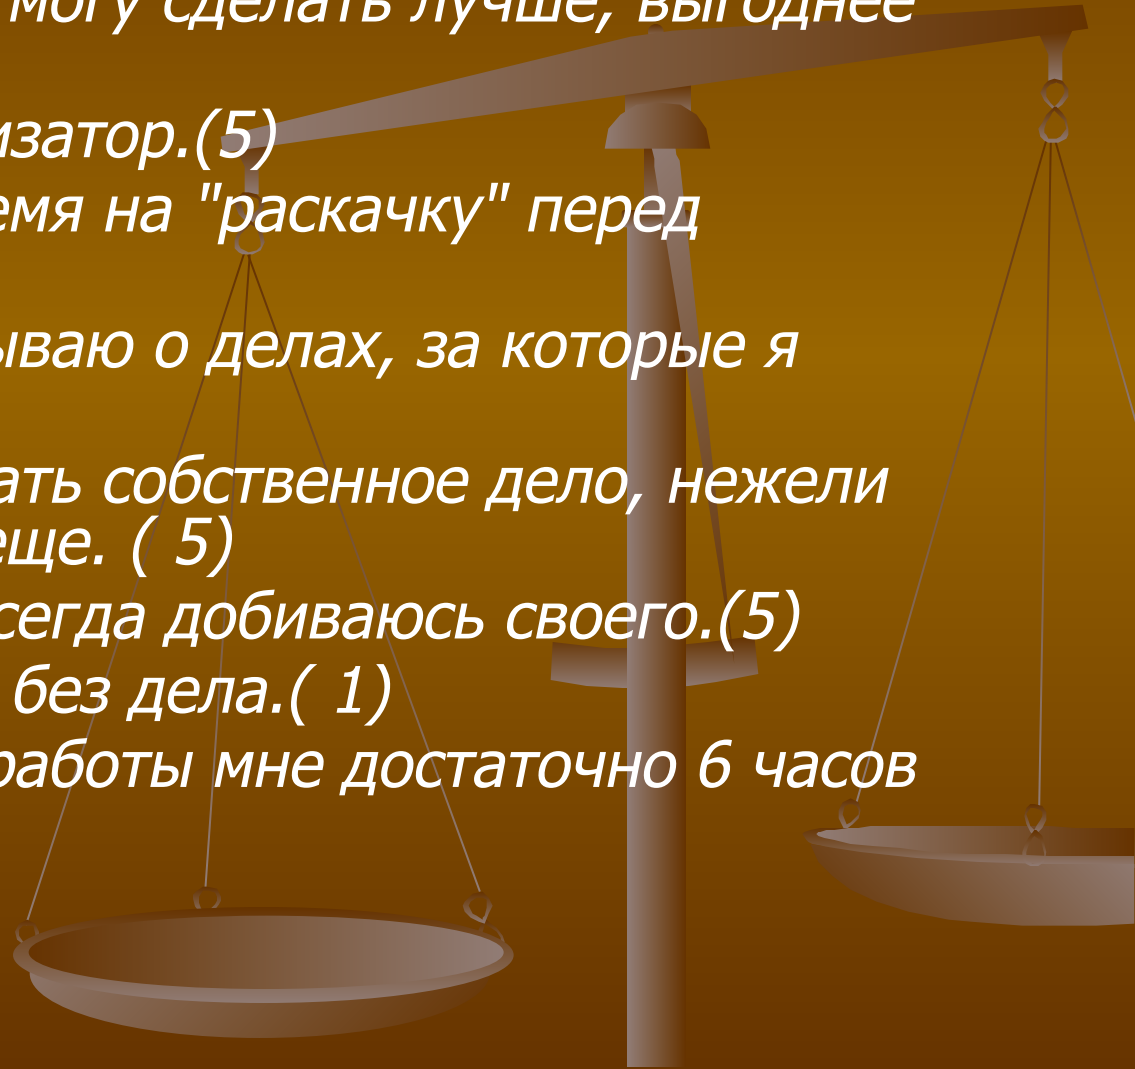 могу сделать лучше, выгоднее
изатор.(5)
емя на "раскачку" перед
ываю о делах, за которые я
ать собственное дело, нежели
еще. ( 5)
сегда добиваюсь своего.(5)
без дела.( 1)
работы мне достаточно 6 часов